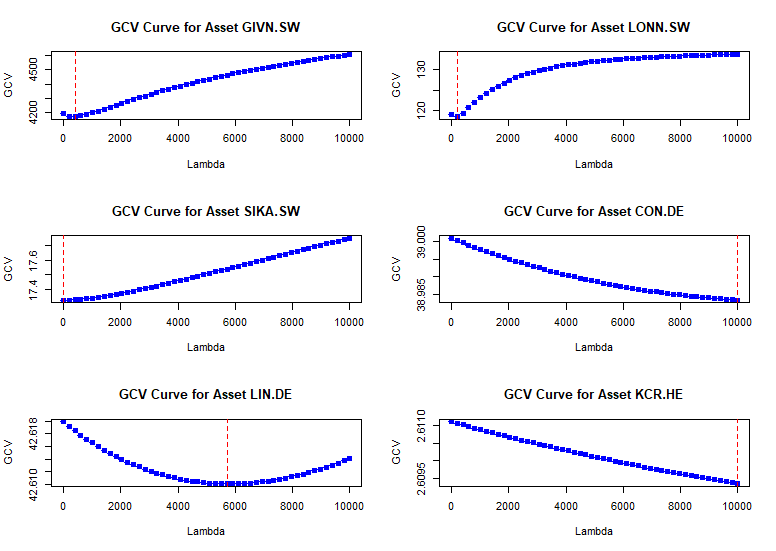 GCV Curve for Asset GIVN.SW
GCV
4200
4500
0
2000
4000
6000
8000
10000
Lambda
GCV Curve for Asset LONN.SW
GCV
120
130
0
2000
4000
6000
8000
10000
Lambda
GCV Curve for Asset SIKA.SW
GCV
17.4
17.6
0
2000
4000
6000
8000
10000
Lambda
GCV Curve for Asset CON.DE
GCV
38.985
39.000
0
2000
4000
6000
8000
10000
Lambda
GCV Curve for Asset LIN.DE
GCV
42.610
42.618
0
2000
4000
6000
8000
10000
Lambda
GCV Curve for Asset KCR.HE
GCV
2.6095
2.6110
0
2000
4000
6000
8000
10000
Lambda